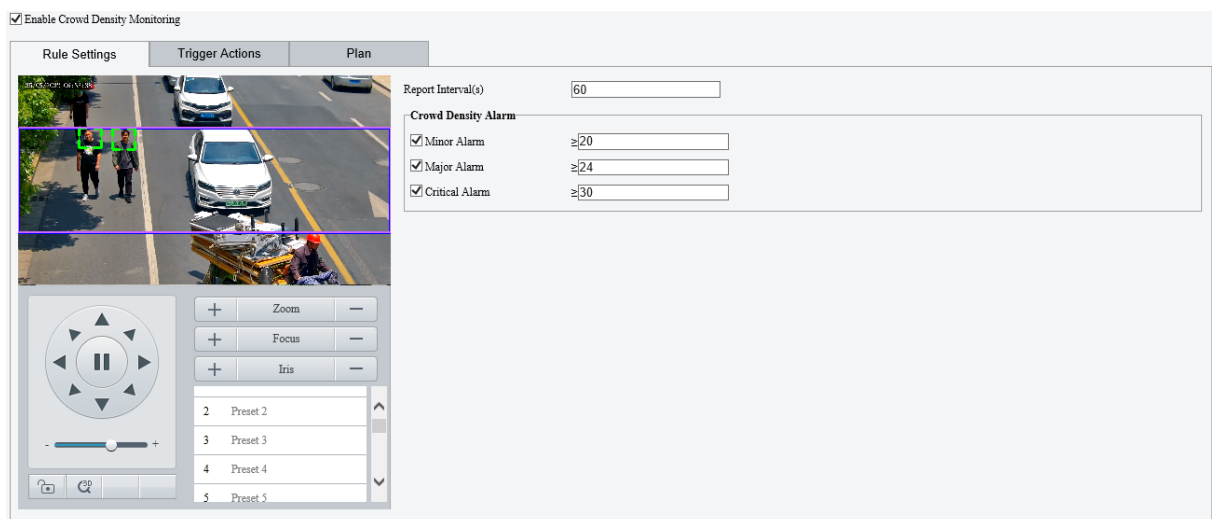 Enable Crowd Density Monitoring
Rule Settings
Trigger Actions
Plan
Report Interval(s)
60
Crowd Density Alarm
Minor Alarm
≥20
Major Alarm
≥24
Critical Alarm
≥30
+ Zoom −
+ Focus −
+ Iris −
2 Preset 2
3 Preset 3
4 Preset 4
5 Preset 5
- +
3D